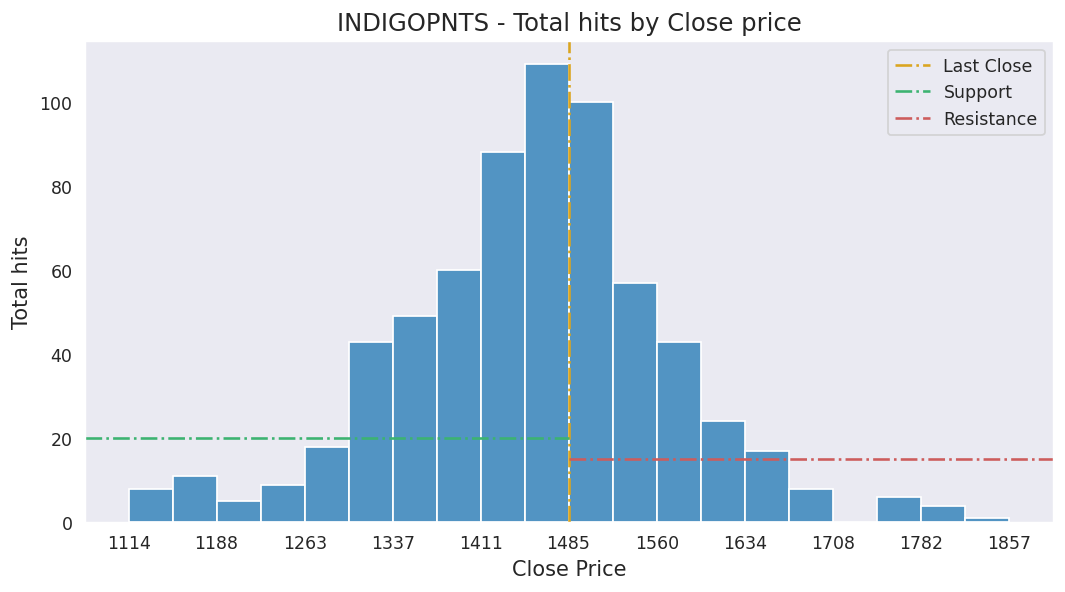 INDIGOPNTS - Total hits by Close price
Last Close
Support
Resistance
Total hits
100
80
60
40
20
0
1114 1188 1263 1337 1411 1485 1560 1634 1708 1782 1857
Close Price